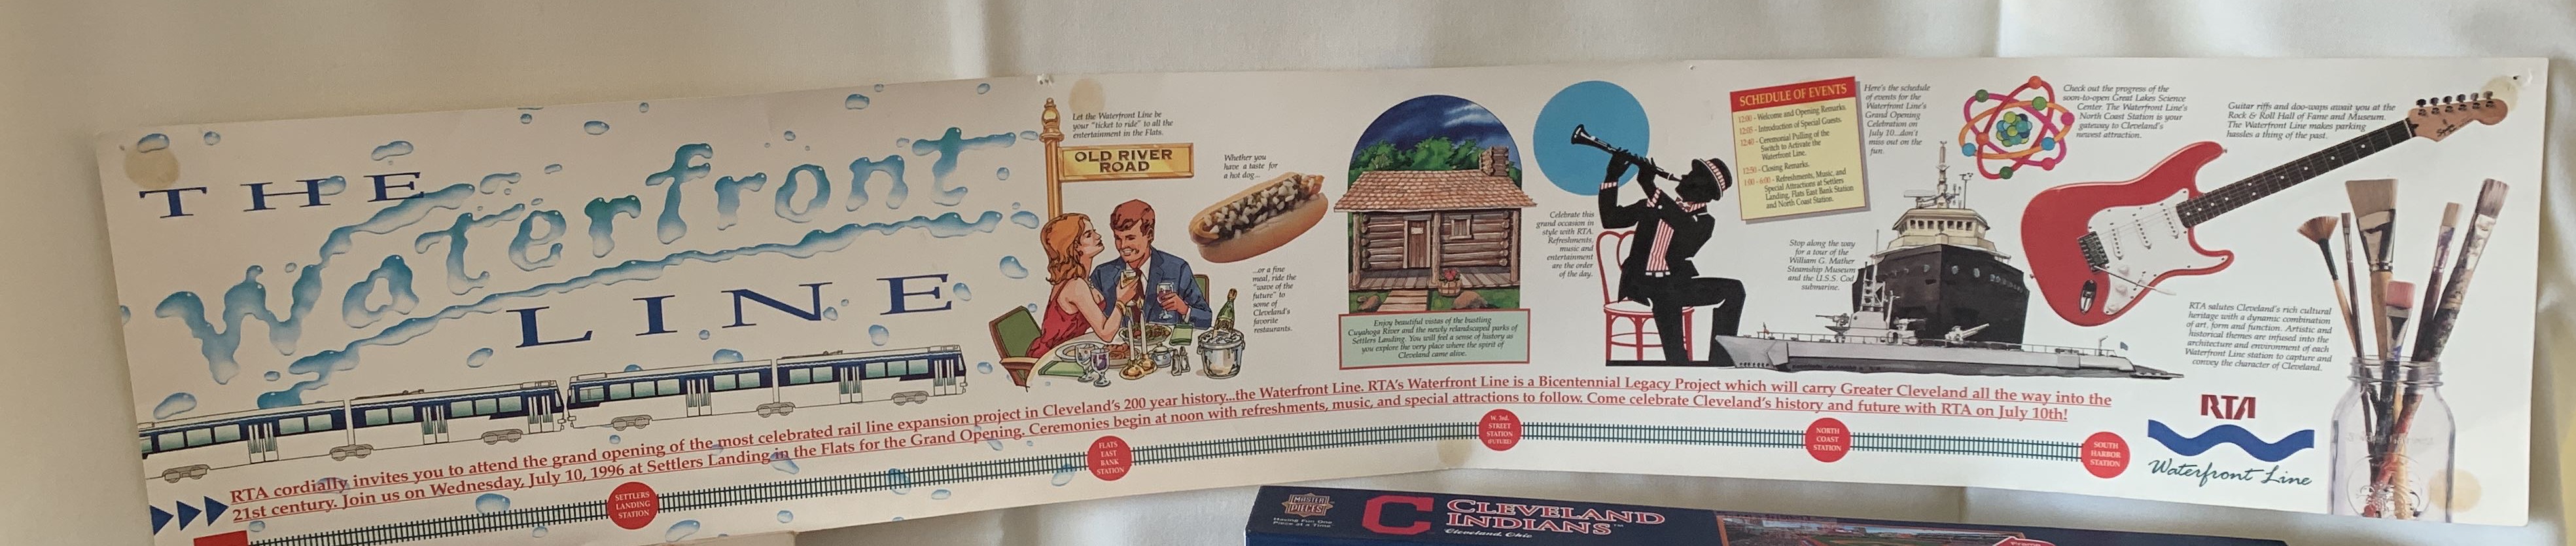 THE
Waterfront
LINE
Let the Waterfront Line be
your "ticket to ride" to all the
entertainment in the Flats.
OLD RIVER
ROAD
Whether you
have a taste for
a hot dog...
...or a fine
meal, ride the
"wave of the
future" to
some of
Cleveland's
favorite
restaurants.
Enjoy beautiful vistas of the bustling
Cuyahoga River and the newly relandscaped parks of
Settlers Landing. You will feel a sense of history as
you explore the very place where the spirit of
Cleveland came alive.
Celebrate this
grand occasion in
style with RTA.
Refreshments,
music and
entertainment
are the order
of the day.
SCHEDULE OF EVENTS
12:00 - Welcome and Opening Remarks.
12:05 - Introduction of Special Guests.
12:40 - Ceremonial Pulling of the
Switch to Activate the
Waterfront Line.
12:50 - Closing Remarks.
1:00 - 6:00 - Refreshments, Music, and
Special Attractions at Settlers
Landing, Flats East Bank Station
and North Coast Station.
Here's the schedule
of events for the
Waterfront Line's
Grand Opening
Celebration on
July 10...don't
miss out on the
fun.
Stop along the way
for a tour of the
William G. Mather
Steamship Museum
and the U.S.S. Cod
submarine.
Check out the progress of the
soon-to-open Great Lakes Science
Center. The Waterfront Line's
North Coast Station is your
gateway to Cleveland's
newest attraction.
Guitar riffs and doo-wops await you at the
Rock & Roll Hall of Fame and Museum.
The Waterfront Line makes parking
hassles a thing of the past.
RTA salutes Cleveland's rich cultural
heritage with a dynamic combination
of art, form and function. Artistic and
historical themes are infused into the
architecture and environment of each
Waterfront Line station to capture and
convey the character of Cleveland.
RTA cordially invites you to attend the grand opening of the most celebrated rail line expansion project in Cleveland's 200 year history...the Waterfront Line. RTA's Waterfront Line is a Bicentennial Legacy Project which will carry Greater Cleveland all the way into the
21st century. Join us on Wednesday, July 10, 1996 at Settlers Landing in the Flats for the Grand Opening. Ceremonies begin at noon with refreshments, music, and special attractions to follow. Come celebrate Cleveland's history and future with RTA on July 10th!
SETTLERS
LANDING
STATION
FLATS
EAST
BANK
STATION
W. 3rd.
STREET
STATION
(FUTURE)
NORTH
COAST
STATION
SOUTH
HARBOR
STATION
RTA
Waterfront Line
MASTER
PIECES
Having Fun One
Piece at a Time
C
CLEVELAND
INDIANS™
Cleveland, Ohio